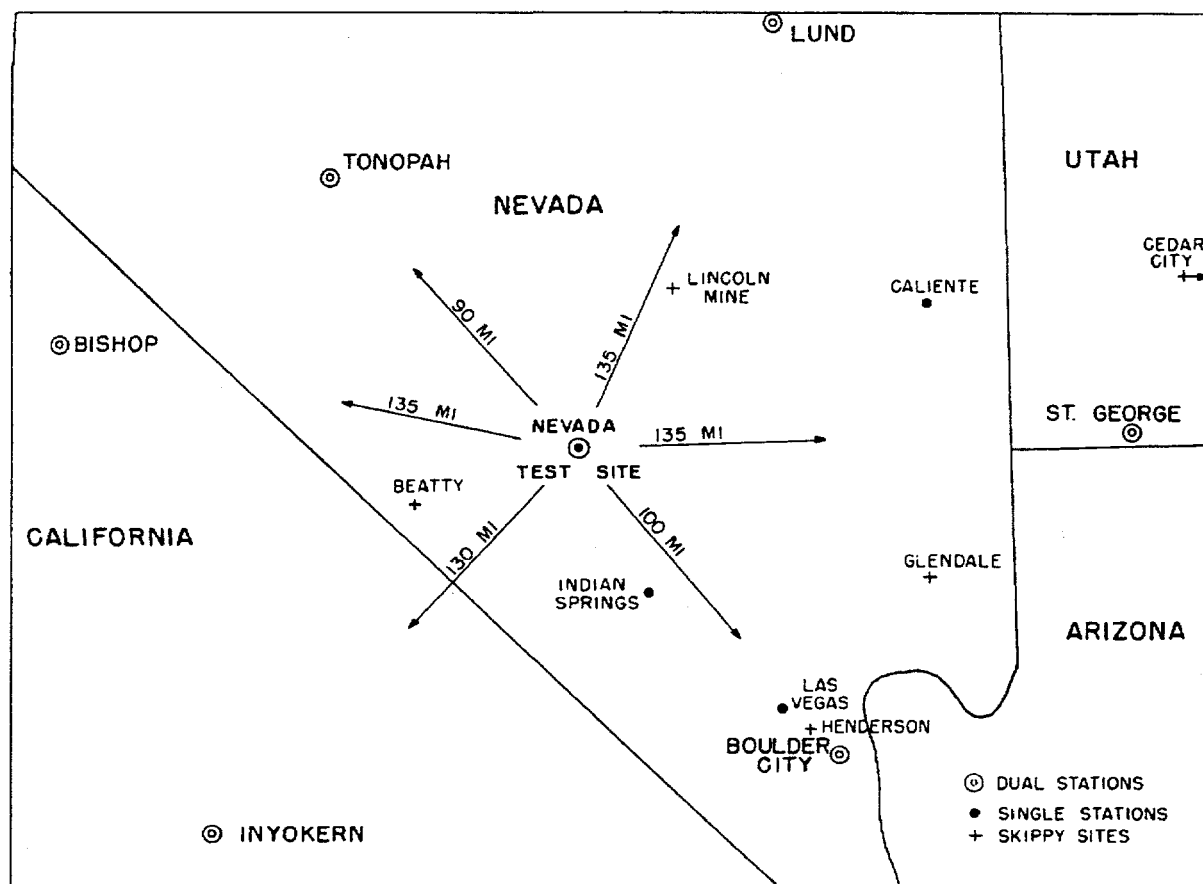 LUND
TONOPAH
UTAH
NEVADA
CEDAR
CITY
LINCOLN
MINE
CALIENTE
90 MI
135 MI
BISHOP
135 MI
NEVADA
135 MI
ST. GEORGE
TEST SITE
BEATTY
100 MI
CALIFORNIA
130 MI
GLENDALE
INDIAN
SPRINGS
ARIZONA
LAS
VEGAS
HENDERSON
BOULDER
CITY
DUAL STATIONS
SINGLE STATIONS
SKIPPY SITES
INYOKERN